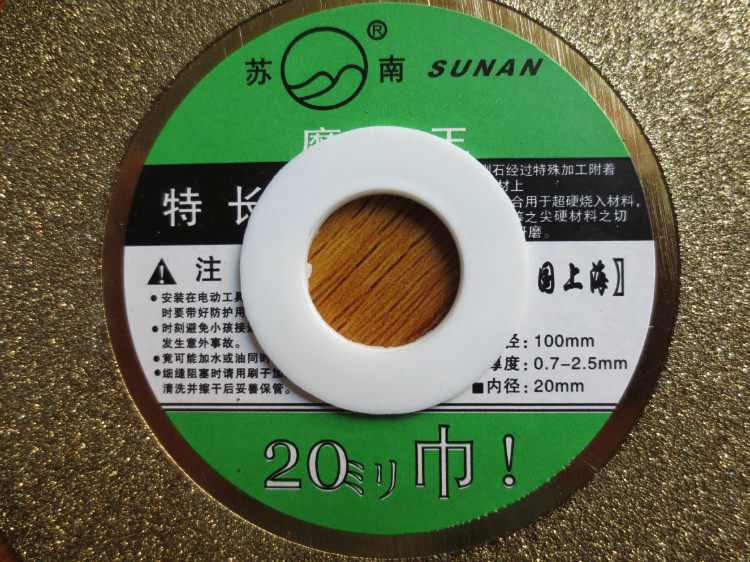 苏 南 ® SUNAN
王
特长
石经过特殊加工附着
材上
合用于超硬烧入材料,
等之尖硬材料之切
磨。
注
● 安装在电动工具
时要带好防护用
● 时刻避免小孩接近
发生意外事故。
● 竟可能加水或油同时
● 细缝阻塞时请用刷子
清洗并擦干后妥善保管。
上海】
径: 100mm
厚度: 0.7-2.5mm
■内径: 20mm
20ミリ巾!